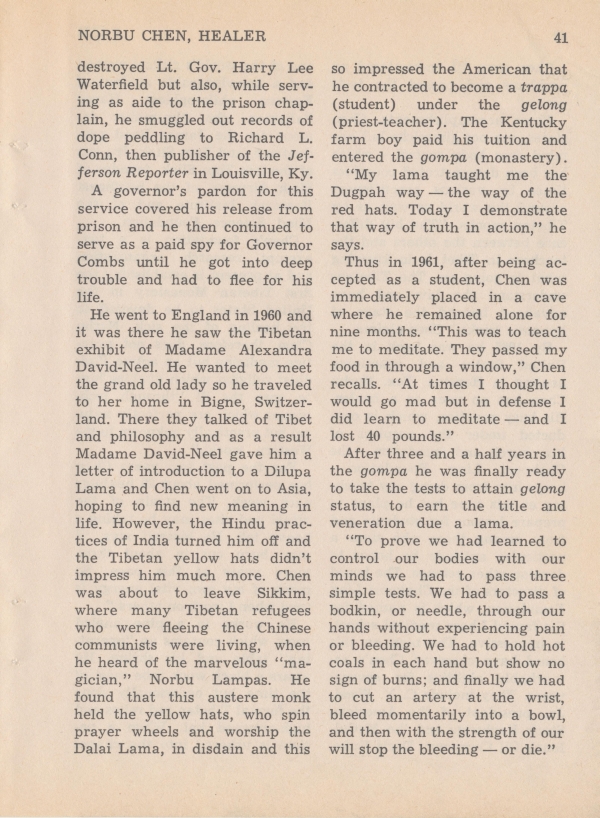 NORBU CHEN, HEALER 41
destroyed Lt. Gov. Harry Lee
Waterfield but also, while serv-
ing as aide to the prison chap-
lain, he smuggled out records of
dope peddling to Richard L.
Conn, then publisher of the Jef-
ferson Reporter in Louisville, Ky.
A governor's pardon for this
service covered his release from
prison and he then continued to
serve as a paid spy for Governor
Combs until he got into deep
trouble and had to flee for his
life.
He went to England in 1960 and
it was there he saw the Tibetan
exhibit of Madame Alexandra
David-Neel. He wanted to meet
the grand old lady so he traveled
to her home in Bigne, Switzer-
land. There they talked of Tibet
and philosophy and as a result
Madame David-Neel gave him a
letter of introduction to a Dilupa
Lama and Chen went on to Asia,
hoping to find new meaning in
life. However, the Hindu prac-
tices of India turned him off and
the Tibetan yellow hats didn't
impress him much more. Chen
was about to leave Sikkim,
where many Tibetan refugees
who were fleeing the Chinese
communists were living, when
he heard of the marvelous "ma-
gician," Norbu Lampas. He
found that this austere monk
held the yellow hats, who spin
prayer wheels and worship the
Dalai Lama, in disdain and this
so impressed the American that
he contracted to become a trappa
(student) under the gelong
(priest-teacher). The Kentucky
farm boy paid his tuition and
entered the gompa (monastery).
"My lama taught me the
Dugpah way — the way of the
red hats. Today I demonstrate
that way of truth in action," he
says.
Thus in 1961, after being ac-
cepted as a student, Chen was
immediately placed in a cave
where he remained alone for
nine months. "This was to teach
me to meditate. They passed my
food in through a window," Chen
recalls. "At times I thought I
would go mad but in defense I
did learn to meditate — and I
lost 40 pounds."
After three and a half years in
the gompa he was finally ready
to take the tests to attain gelong
status, to earn the title and
veneration due a lama.
"To prove we had learned to
control our bodies with our
minds we had to pass three
simple tests. We had to pass a
bodkin, or needle, through our
hands without experiencing pain
or bleeding. We had to hold hot
coals in each hand but show no
sign of burns; and finally we had
to cut an artery at the wrist,
bleed momentarily into a bowl,
and then with the strength of our
will stop the bleeding — or die."